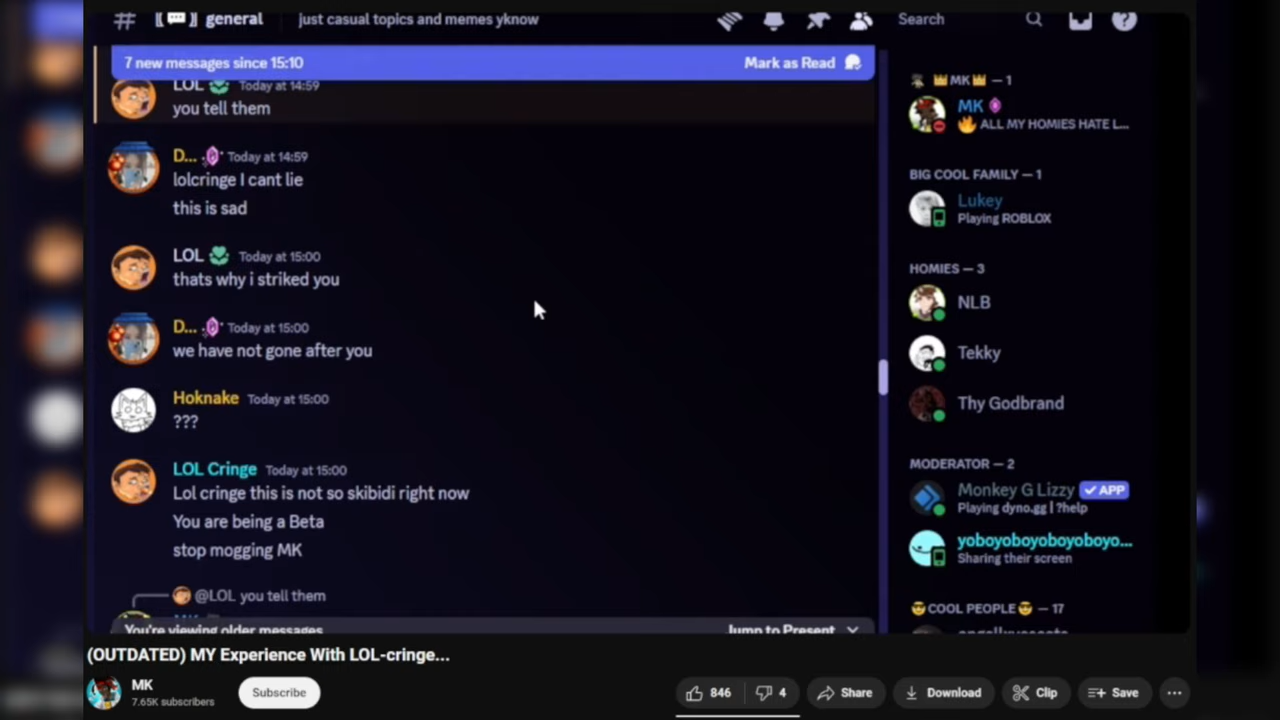 general
just casual topics and memes yknow
Search
7 new messages since 15:10
Mark as Read
LOL Today at 14:59
you tell them
D... Today at 14:59
lolcringe I cant lie
this is sad
LOL Today at 15:00
thats why i striked you
D... Today at 15:00
we have not gone after you
Hoknake Today at 15:00
???
LOL Cringe Today at 15:00
Lol cringe this is not so skibidi right now
You are being a Beta
stop mogging MK
@LOL you tell them
You're viewing older messages
Jump to Present
MK — 1
MK
ALL MY HOMIES HATE L...
BIG COOL FAMILY — 1
Lukey
Playing ROBLOX
HOMIES — 3
NLB
Tekky
Thy Godbrand
MODERATOR — 2
Monkey G Lizzy APP
Playing dyno.gg | ?help
yoboyoboyoboyoboyo...
Sharing their screen
COOL PEOPLE — 17
(OUTDATED) MY Experience With LOL-cringe...
MK
7.65K subscribers
Subscribe
846
4
Share
Download
Clip
Save